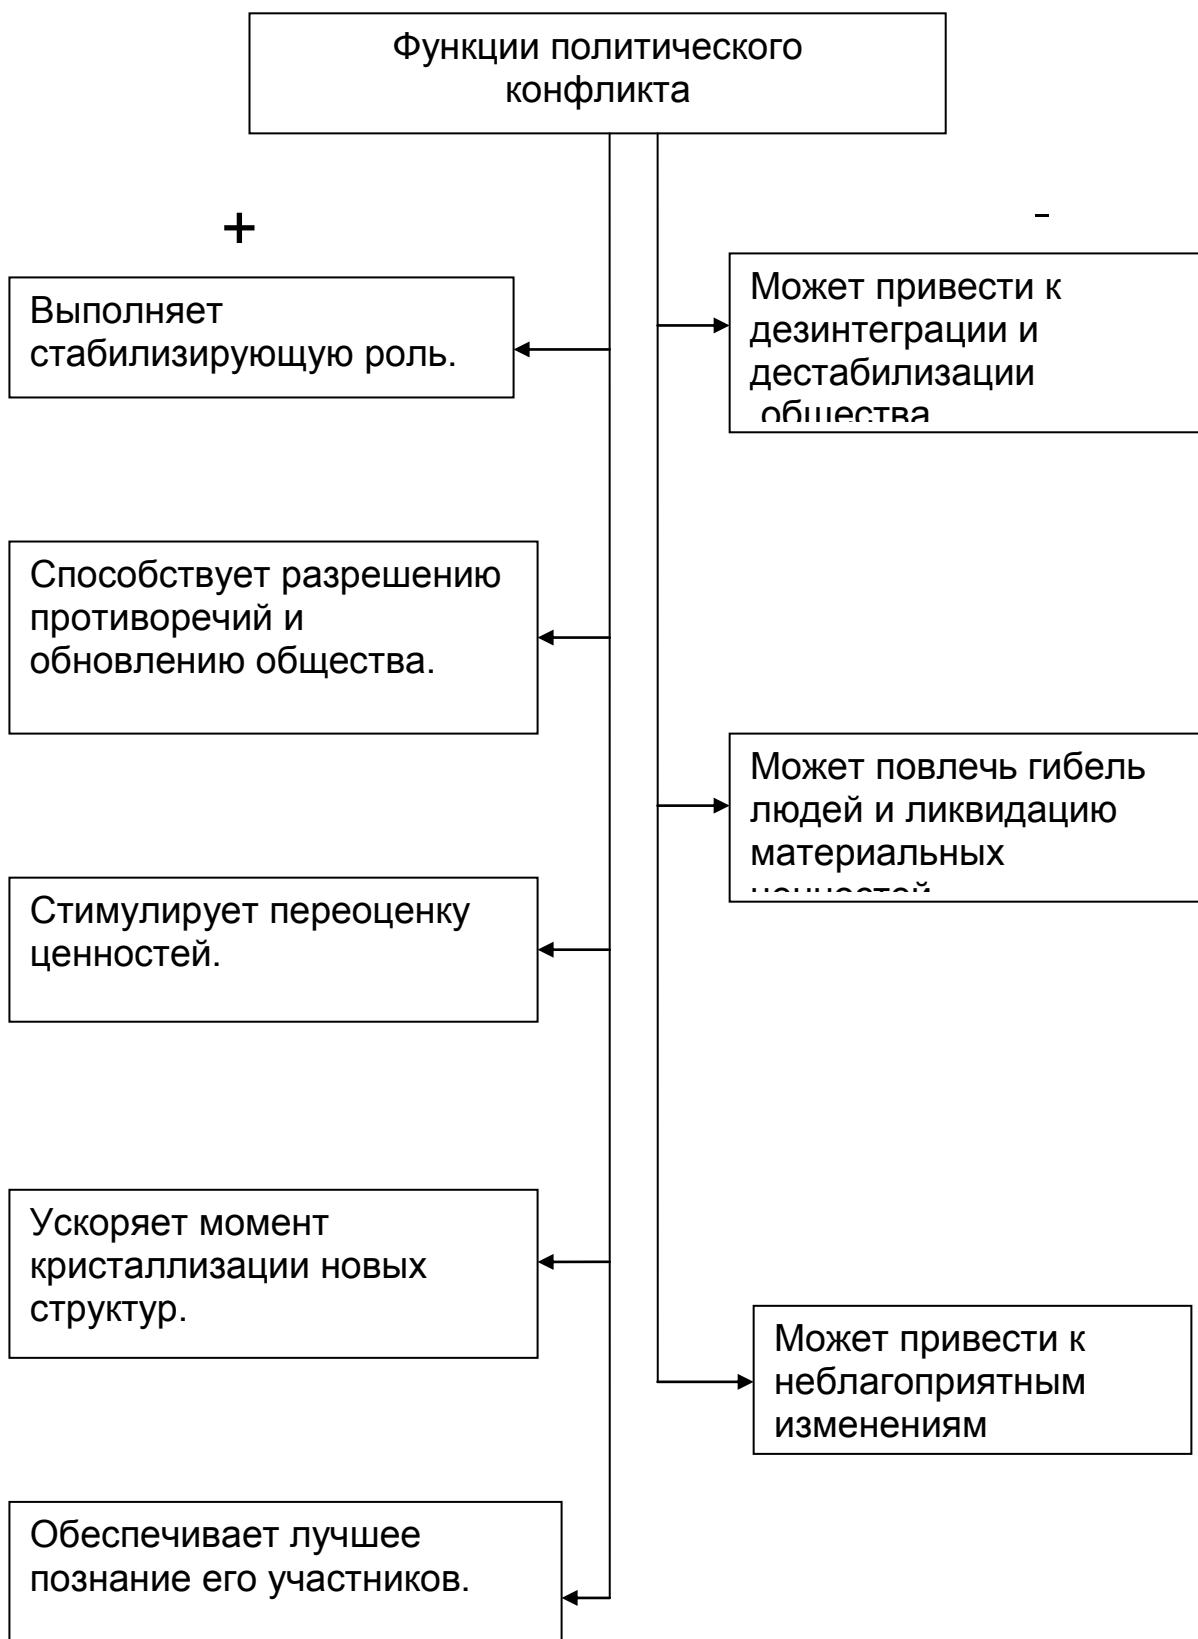 Функции политического
конфликта
+
-
Выполняет
стабилизирующую роль.
Может привести к
дезинтеграции и
дестабилизации
общества
Способствует разрешению
противоречий и
обновлению общества.
Может повлечь гибель
людей и ликвидацию
материальных
ценностей
Стимулирует переоценку
ценностей.
Ускоряет момент
кристаллизации новых
структур.
Может привести к
неблагоприятным
изменениям
Обеспечивает лучшее
познание его участников.